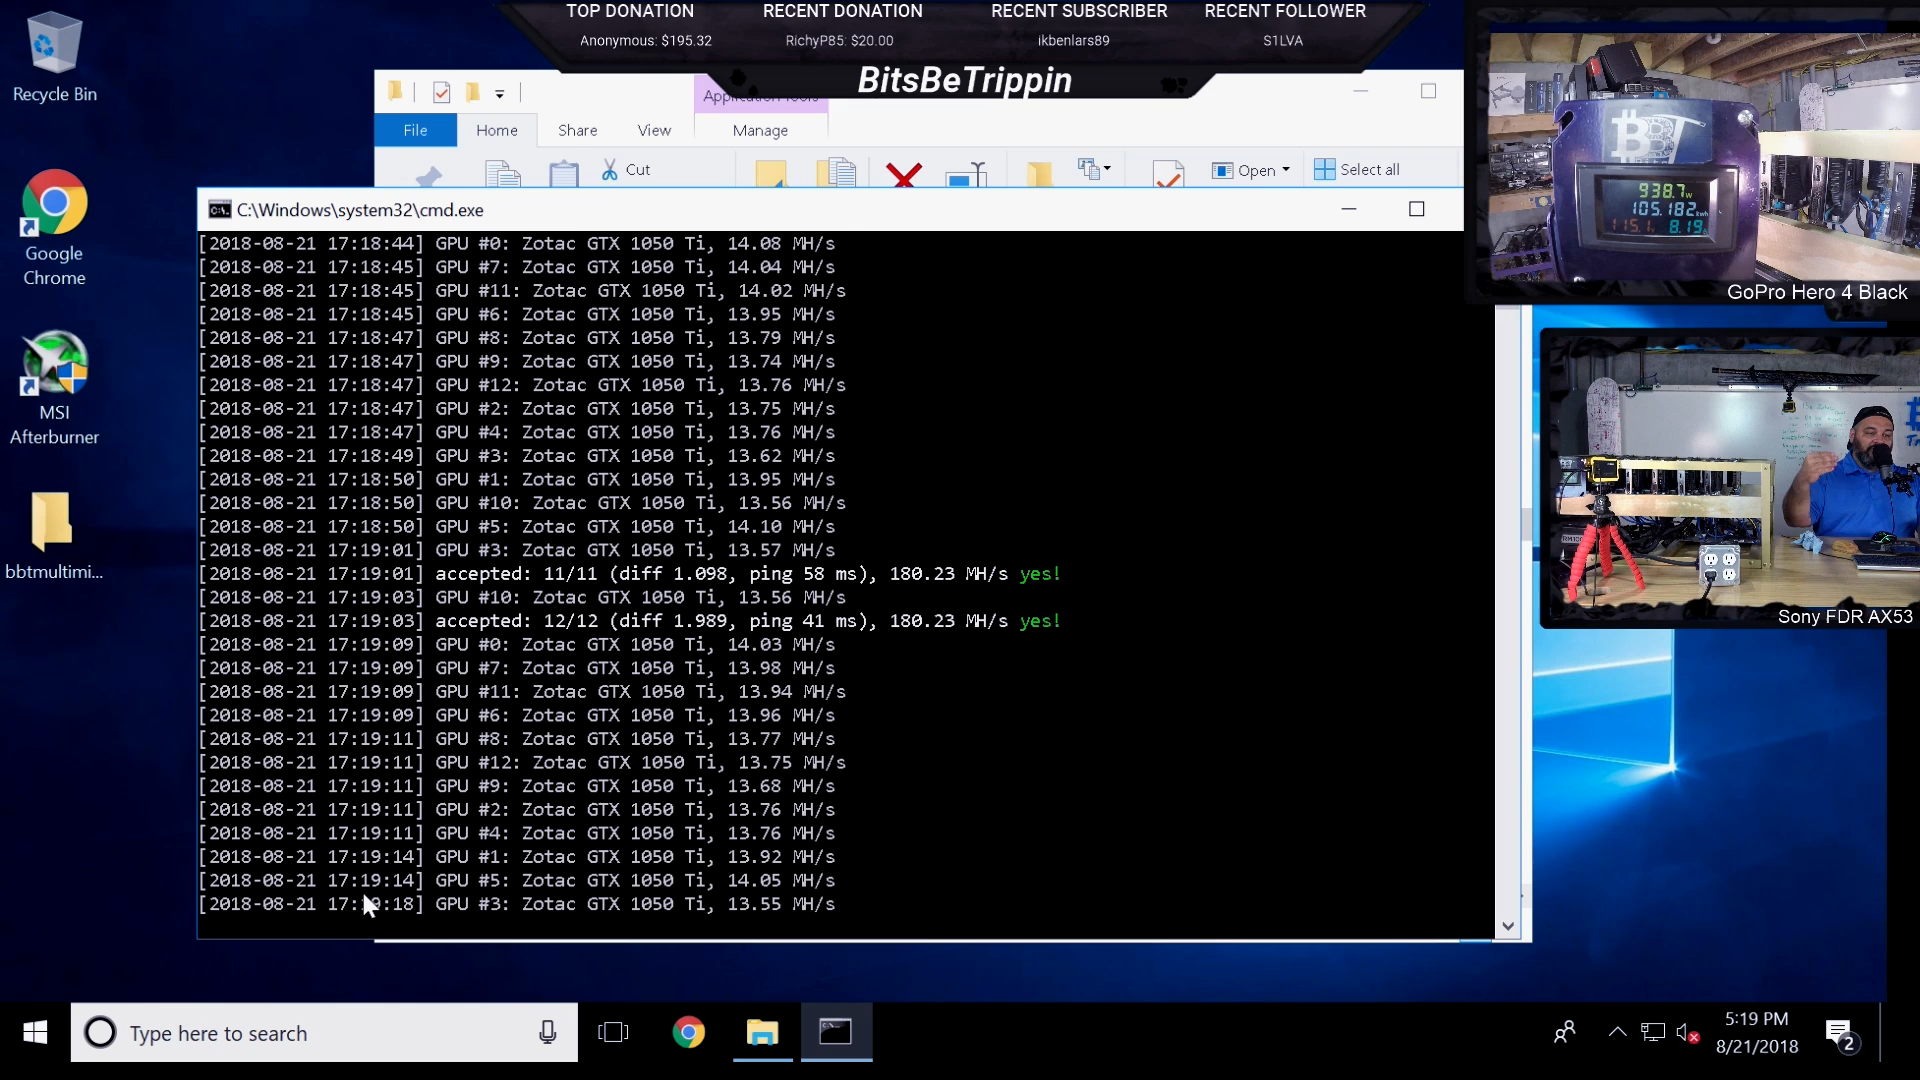 TOP DONATION
Anonymous: $195.32
RECENT DONATION
RichyP85: $20.00
RECENT SUBSCRIBER
ikbenlars89
RECENT FOLLOWER
S1LVA
BitsBeTrippin
Recycle Bin
Google
Chrome
MSI
Afterburner
bbtmultimi...
File
Home
Share
View
Manage
Cut
Open
Select all
C:\Windows\system32\cmd.exe
[2018-08-21 17:18:44] GPU #0: Zotac GTX 1050 Ti, 14.08 MH/s
[2018-08-21 17:18:45] GPU #7: Zotac GTX 1050 Ti, 14.04 MH/s
[2018-08-21 17:18:45] GPU #11: Zotac GTX 1050 Ti, 14.02 MH/s
[2018-08-21 17:18:45] GPU #6: Zotac GTX 1050 Ti, 13.95 MH/s
[2018-08-21 17:18:47] GPU #8: Zotac GTX 1050 Ti, 13.79 MH/s
[2018-08-21 17:18:47] GPU #9: Zotac GTX 1050 Ti, 13.74 MH/s
[2018-08-21 17:18:47] GPU #12: Zotac GTX 1050 Ti, 13.76 MH/s
[2018-08-21 17:18:47] GPU #2: Zotac GTX 1050 Ti, 13.75 MH/s
[2018-08-21 17:18:47] GPU #4: Zotac GTX 1050 Ti, 13.76 MH/s
[2018-08-21 17:18:49] GPU #3: Zotac GTX 1050 Ti, 13.62 MH/s
[2018-08-21 17:18:50] GPU #1: Zotac GTX 1050 Ti, 13.95 MH/s
[2018-08-21 17:18:50] GPU #10: Zotac GTX 1050 Ti, 13.56 MH/s
[2018-08-21 17:18:50] GPU #5: Zotac GTX 1050 Ti, 14.10 MH/s
[2018-08-21 17:19:01] GPU #3: Zotac GTX 1050 Ti, 13.57 MH/s
[2018-08-21 17:19:01] accepted: 11/11 (diff 1.098, ping 58 ms), 180.23 MH/s yes!
[2018-08-21 17:19:03] GPU #10: Zotac GTX 1050 Ti, 13.56 MH/s
[2018-08-21 17:19:03] accepted: 12/12 (diff 1.989, ping 41 ms), 180.23 MH/s yes!
[2018-08-21 17:19:09] GPU #0: Zotac GTX 1050 Ti, 14.03 MH/s
[2018-08-21 17:19:09] GPU #7: Zotac GTX 1050 Ti, 13.98 MH/s
[2018-08-21 17:19:09] GPU #11: Zotac GTX 1050 Ti, 13.94 MH/s
[2018-08-21 17:19:09] GPU #6: Zotac GTX 1050 Ti, 13.96 MH/s
[2018-08-21 17:19:11] GPU #8: Zotac GTX 1050 Ti, 13.77 MH/s
[2018-08-21 17:19:11] GPU #12: Zotac GTX 1050 Ti, 13.75 MH/s
[2018-08-21 17:19:11] GPU #9: Zotac GTX 1050 Ti, 13.68 MH/s
[2018-08-21 17:19:11] GPU #2: Zotac GTX 1050 Ti, 13.76 MH/s
[2018-08-21 17:19:11] GPU #4: Zotac GTX 1050 Ti, 13.76 MH/s
[2018-08-21 17:19:14] GPU #1: Zotac GTX 1050 Ti, 13.92 MH/s
[2018-08-21 17:19:14] GPU #5: Zotac GTX 1050 Ti, 14.05 MH/s
[2018-08-21 17:19:18] GPU #3: Zotac GTX 1050 Ti, 13.55 MH/s
938.7w
105.182kwh
115.1v 8.19A
GoPro Hero 4 Black
Sony FDR AX53
Type here to search
5:19 PM
8/21/2018
2